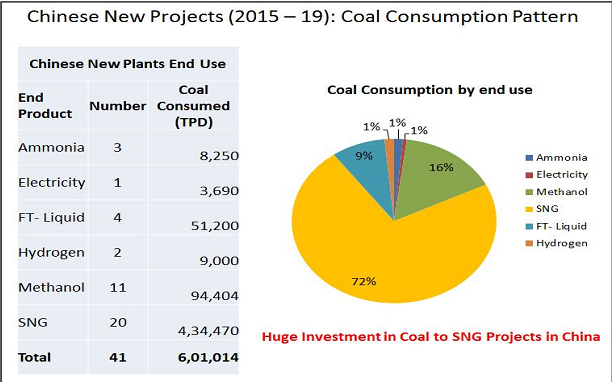 Chinese New Projects (2015 – 19): Coal Consumption Pattern
Chinese New Plants End Use
End Product Number Coal Consumed (TPD)
Ammonia 3 8,250
Electricity 1 3,690
FT- Liquid 4 51,200
Hydrogen 2 9,000
Methanol 11 94,404
SNG 20 4,34,470
Total 41 6,01,014
Coal Consumption by end use
1% 1% 1%
9% 16%
72%
Ammonia
Electricity
Methanol
SNG
FT- Liquid
Hydrogen
Huge Investment in Coal to SNG Projects in China